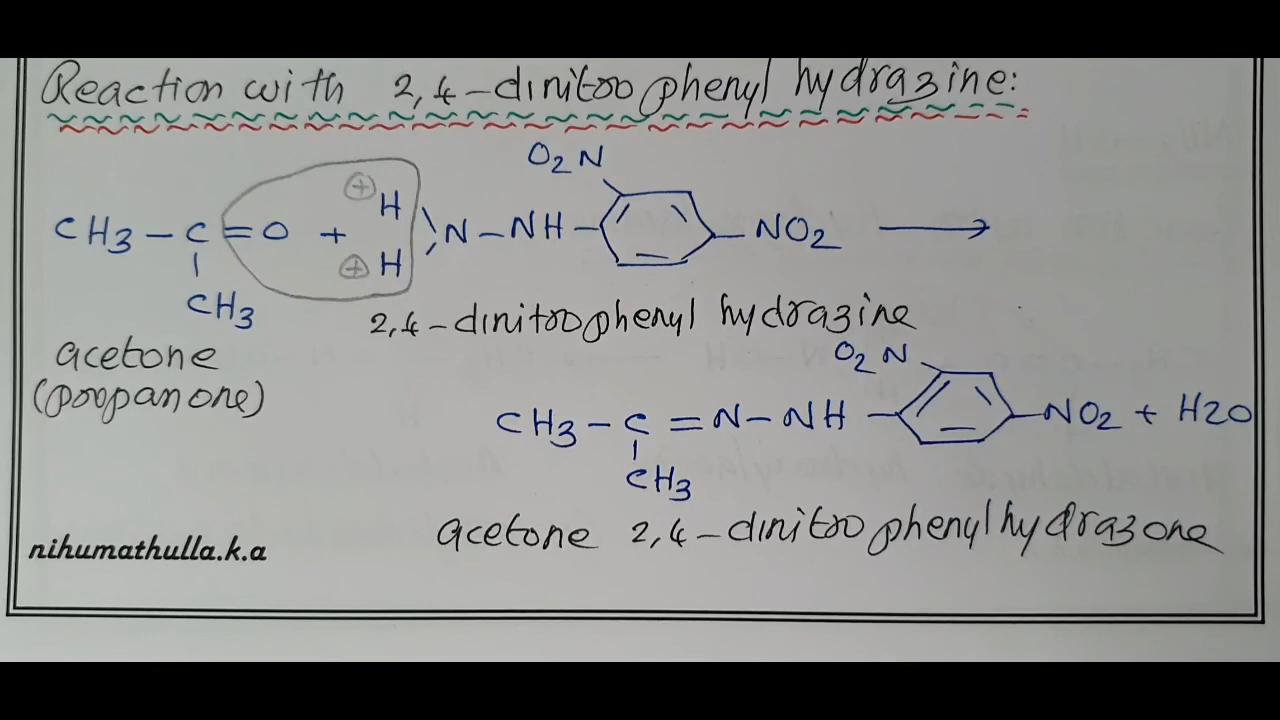 Reaction with 2,4-dinitrophenyl hydrazine:
O2N
CH3 - C = O + H H N - NH - NO2 →
CH3
2,4-dinitrophenyl hydrazine
acetone
(propanone)
O2N
CH3 - C = N - NH - NO2 + H2O
CH3
acetone 2,4-dinitrophenylhydrazone
nihumathulla.k.a